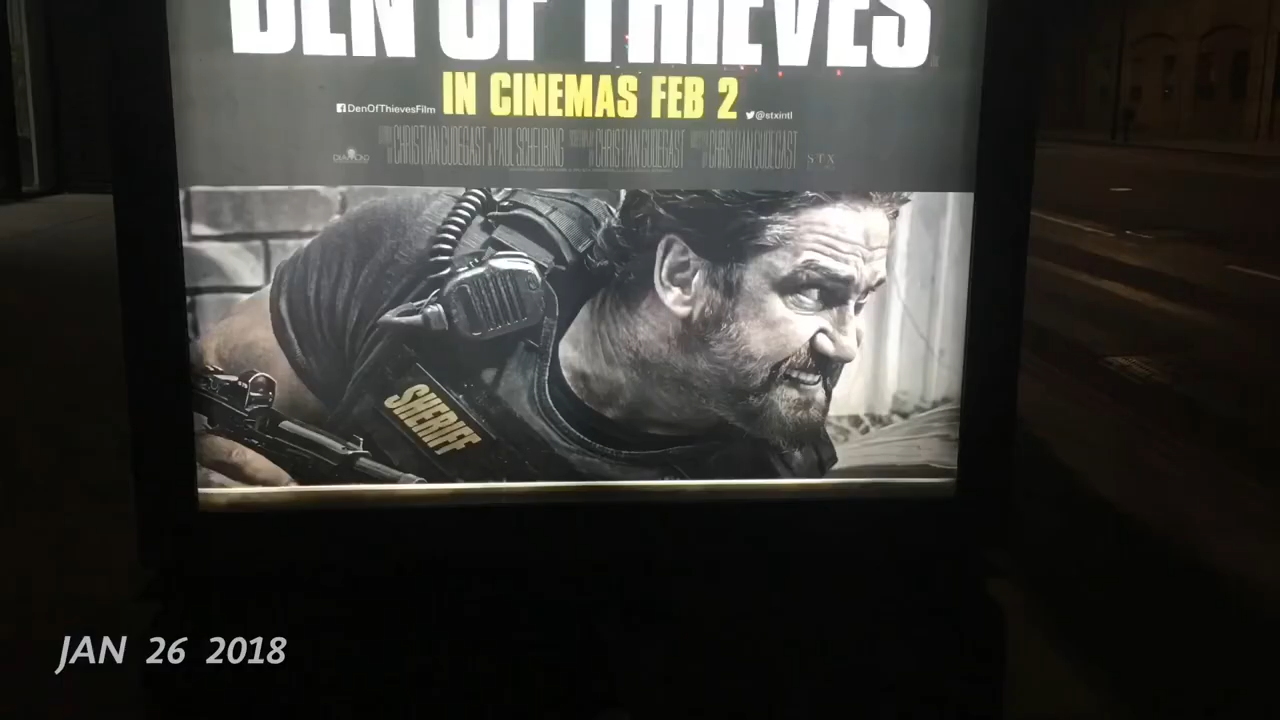 DEN OF THIEVES
IN CINEMAS FEB 2
DenOfThievesFilm
@stxintl
CHRISTIAN GUDEGAST & PAUL SCHEURING CHRISTIAN GUDEGAST CHRISTIAN GUDEGAST
DIAMOND
STX
SHERIFF
JAN 26 2018